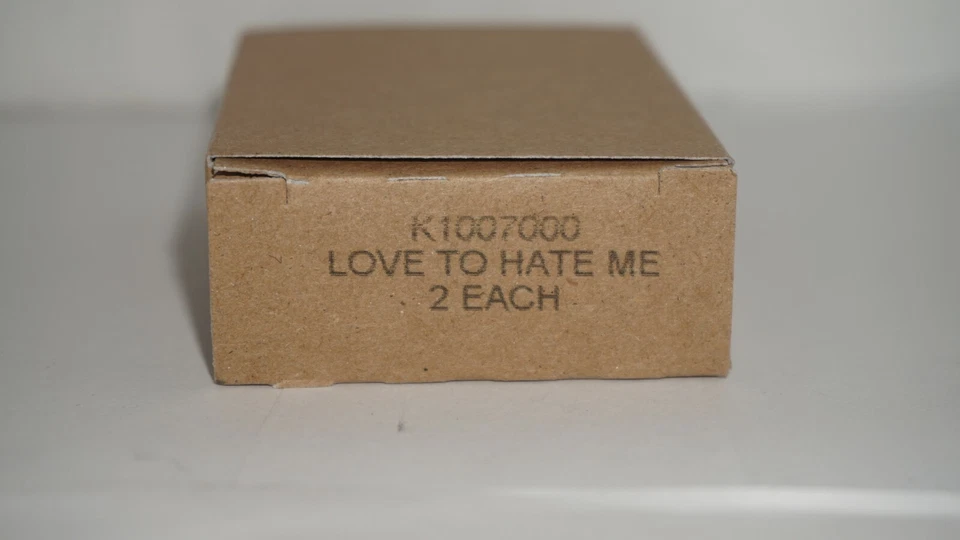 K1007000
LOVE TO HATE ME
2 EACH